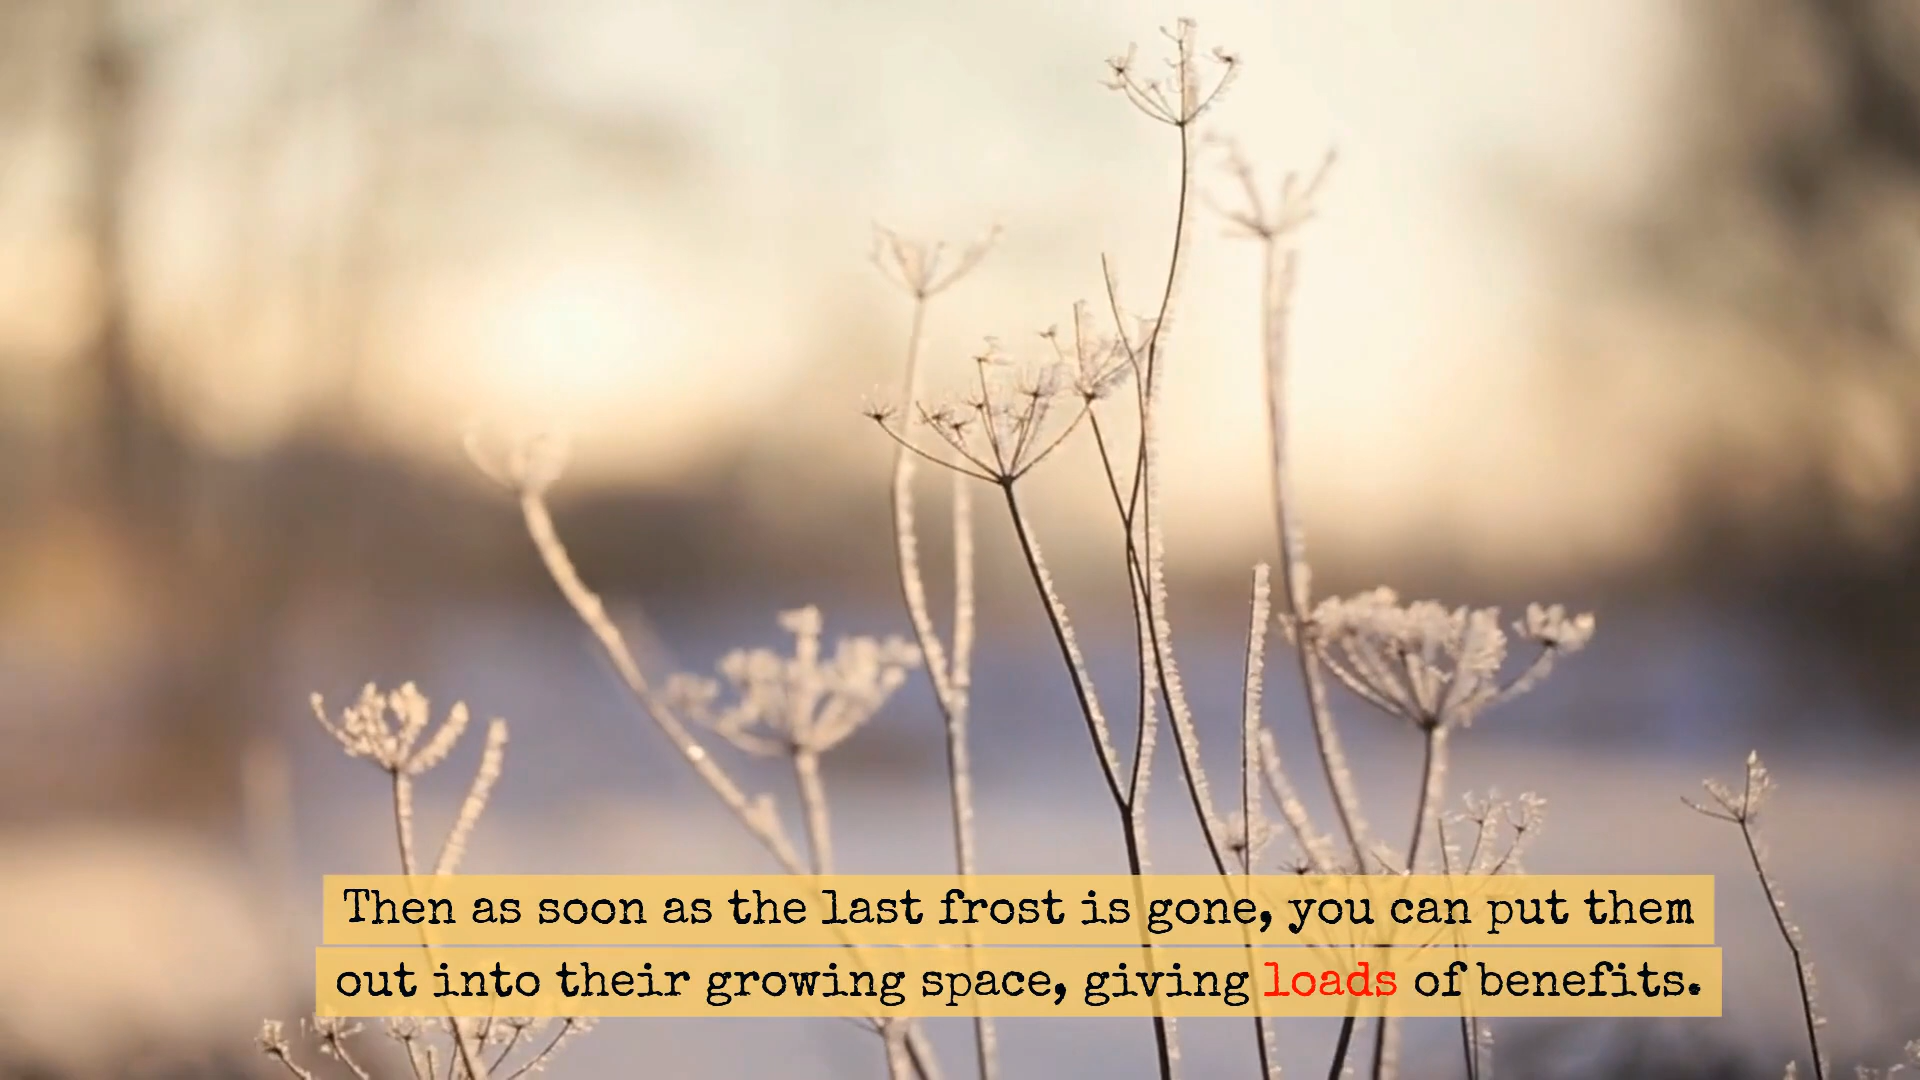 Then as soon as the last frost is gone, you can put them
out into their growing space, giving loads of benefits.